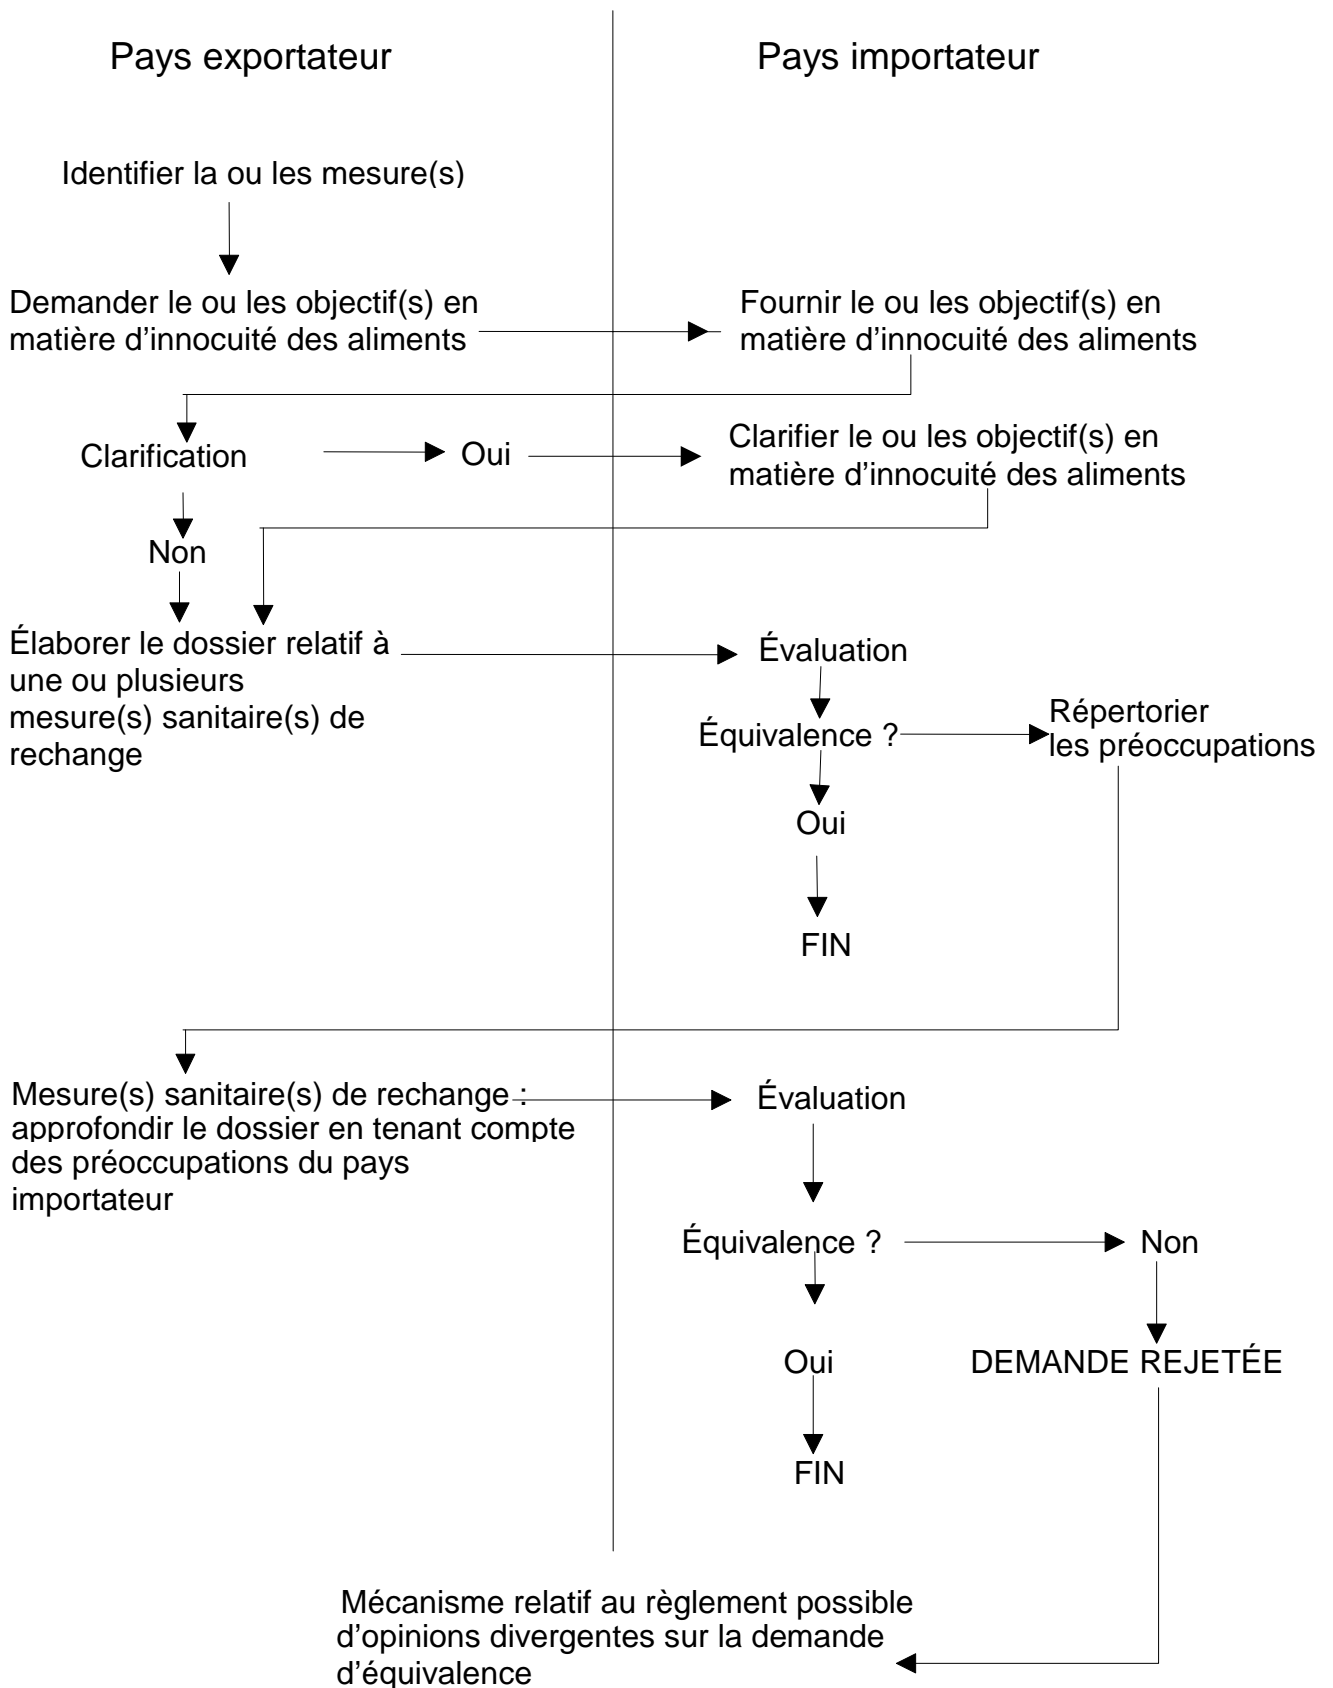 Pays exportateur
Pays importateur
Identifier la ou les mesure(s)
Demander le ou les objectif(s) en
matière d'innocuité des aliments
Fournir le ou les objectif(s) en
matière d'innocuité des aliments
Clarification
Oui
Clarifier le ou les objectif(s) en
matière d'innocuité des aliments
Non
Élaborer le dossier relatif à
une ou plusieurs
mesure(s) sanitaire(s) de
rechange
Évaluation
Équivalence ?
Répertorier
les préoccupations
Oui
FIN
Mesure(s) sanitaire(s) de rechange :
approfondir le dossier en tenant compte
des préoccupations du pays
importateur
Évaluation
Équivalence ?
Non
Oui
DEMANDE REJETÉE
FIN
Mécanisme relatif au règlement possible
d'opinions divergentes sur la demande
d'équivalence